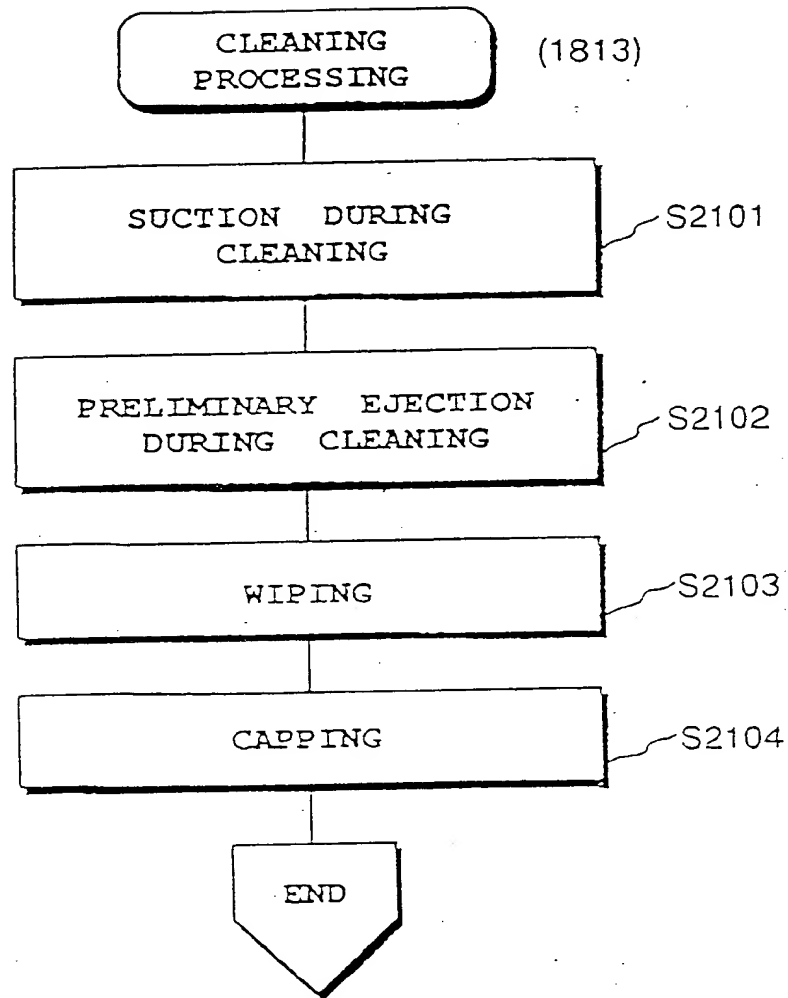 CLEANING
PROCESSING
(1813)
SUCTION DURING
CLEANING
S2101
PRELIMINARY EJECTION
DURING CLEANING
S2102
WIPING
S2103
CAPPING
S2104
END